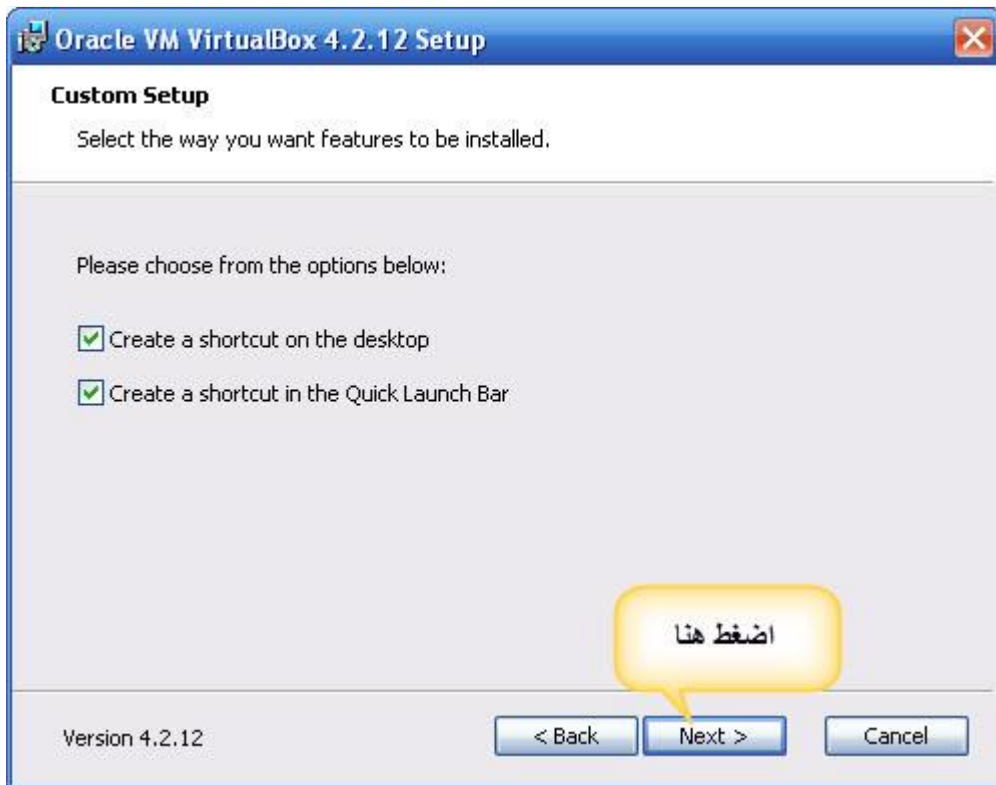 Oracle VM VirtualBox 4.2.12 Setup
Custom Setup
Select the way you want features to be installed.
Please choose from the options below:
Create a shortcut on the desktop
Create a shortcut in the Quick Launch Bar
اضغط هنا
Version 4.2.12
< Back
Next >
Cancel